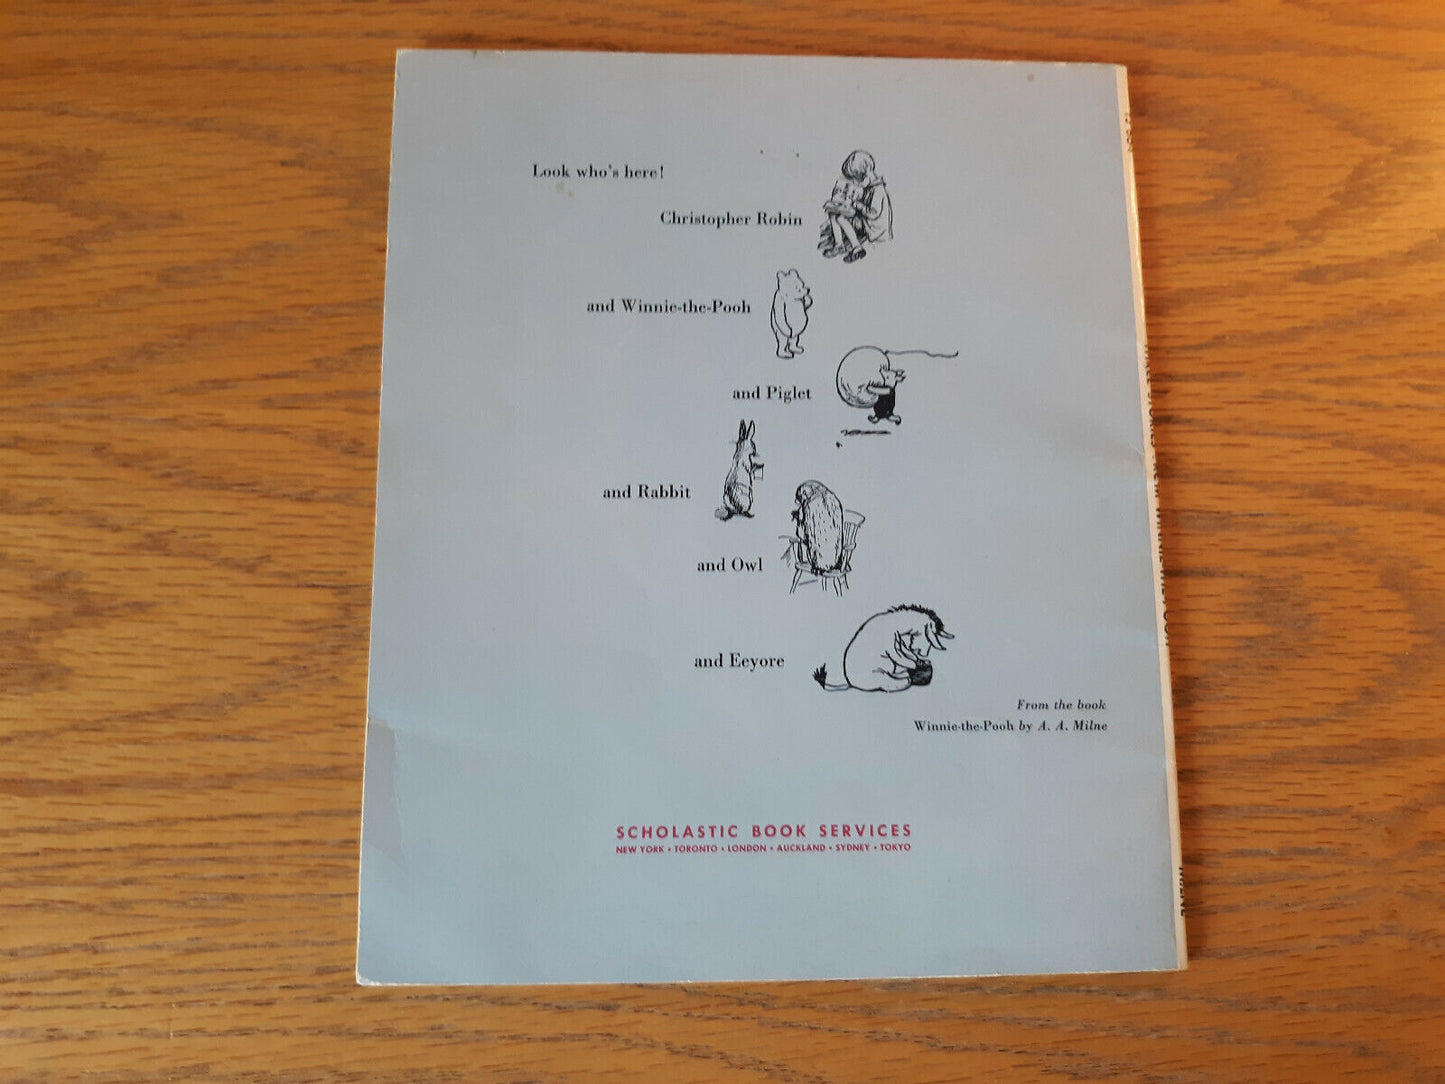 Look who's here!
Christopher Robin
and Winnie-the-Pooh
and Piglet
and Rabbit
and Owl
and Eeyore
From the book
Winnie-the-Pooh by A. A. Milne
SCHOLASTIC BOOK SERVICES
NEW YORK • TORONTO • LONDON • AUCKLAND • SYDNEY • TOKYO